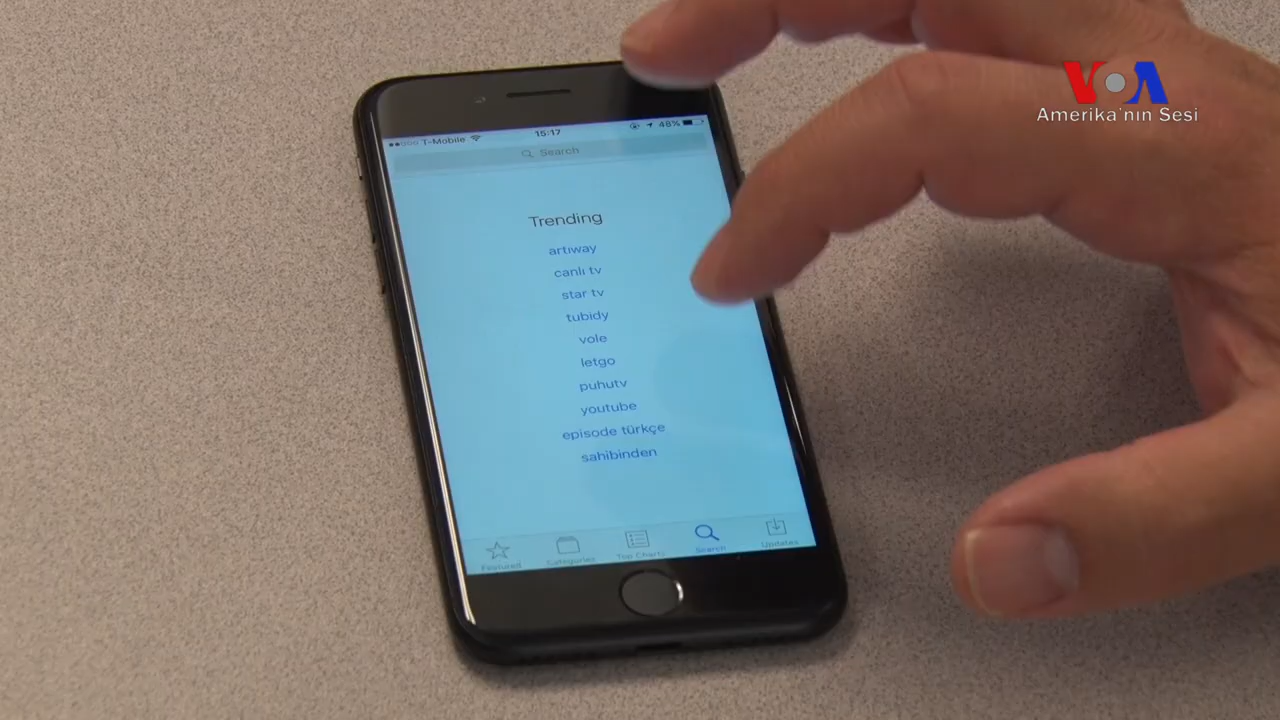 VOA
Amerika'nın Sesi
T-Mobile 15:17 48%
Search
Trending
artıway
canlı tv
star tv
tubidy
vole
letgo
puhutv
youtube
episode türkçe
sahibinden
Featured Categories Top Charts Search Updates